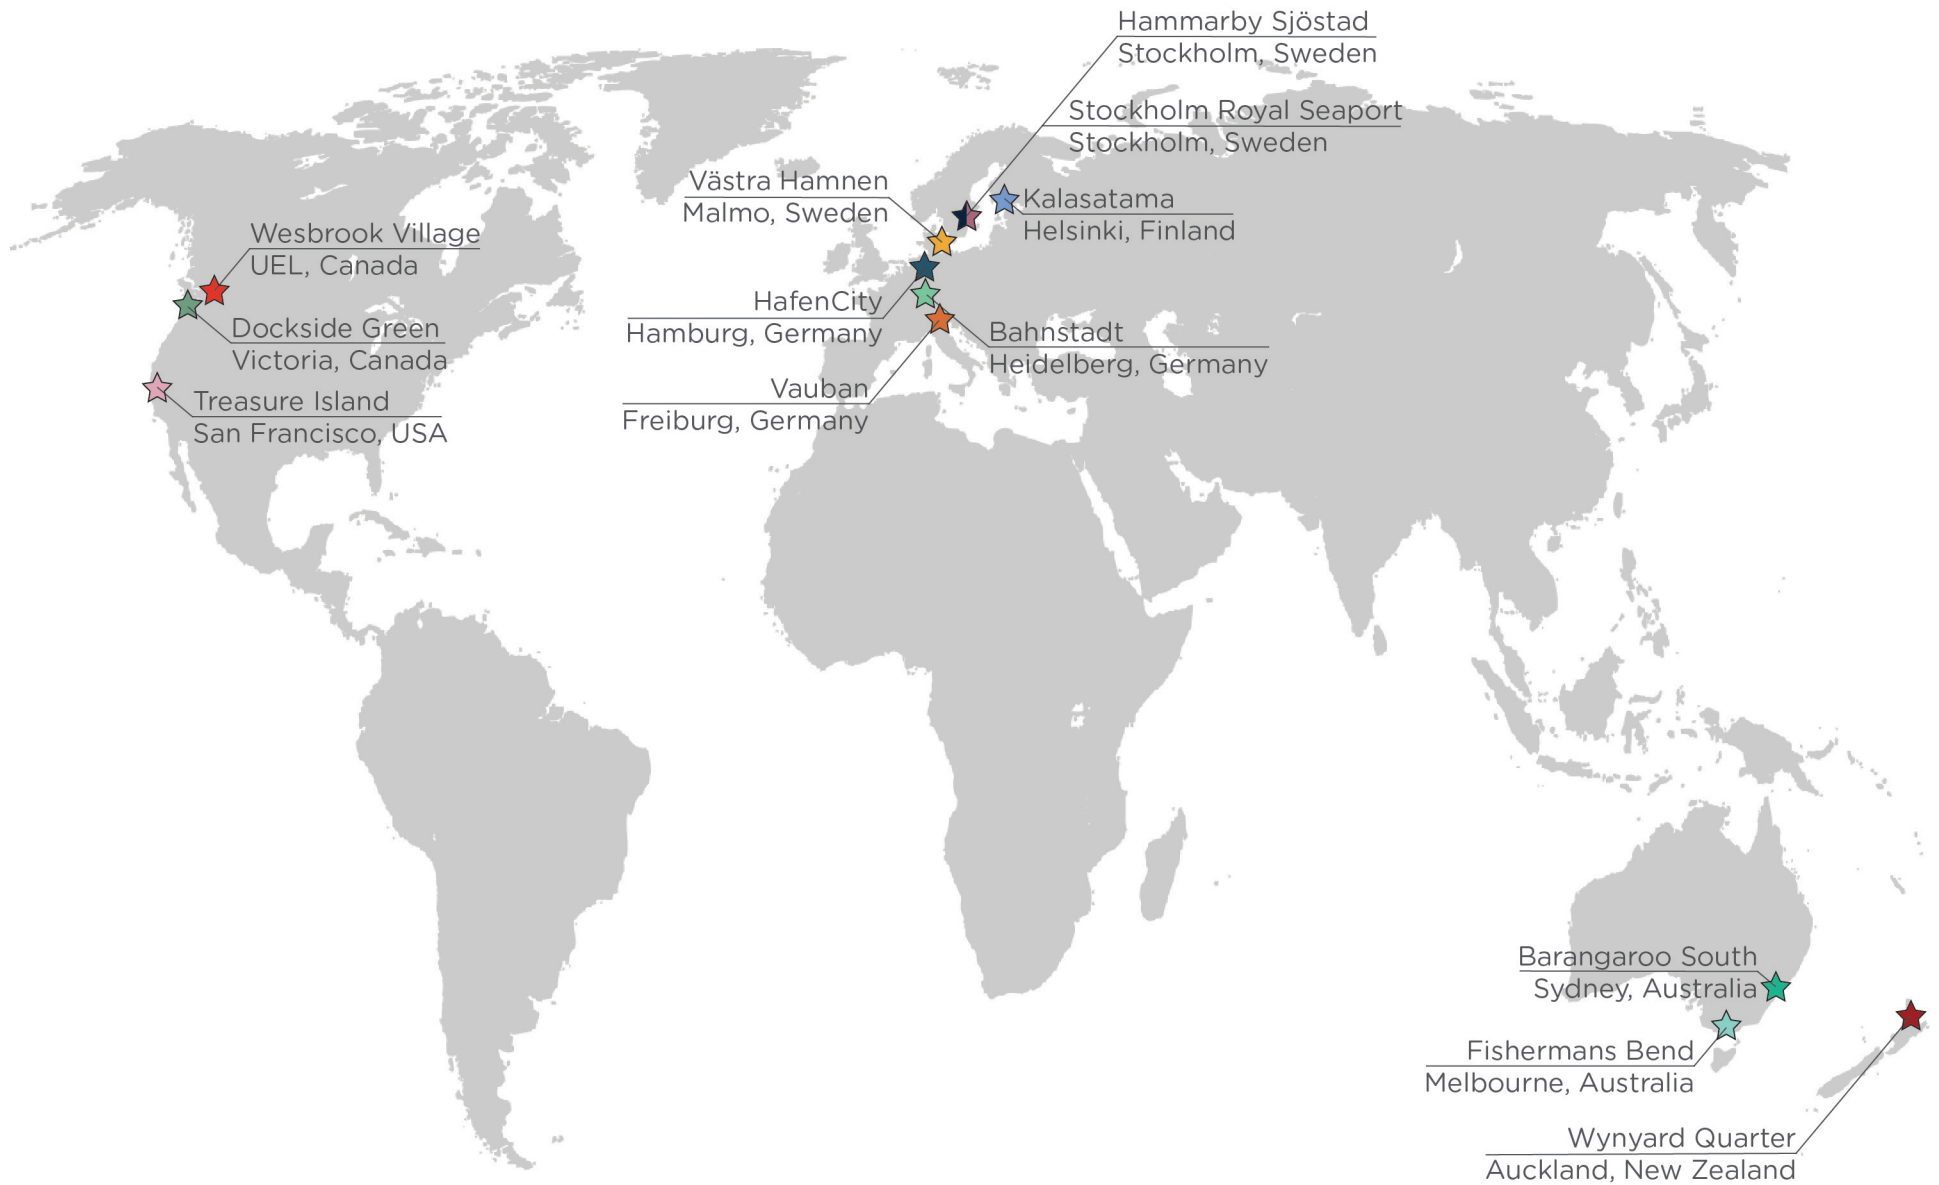 Hammarby Sjöstad
Stockholm, Sweden
Stockholm Royal Seaport
Stockholm, Sweden
Västra Hamnen
Malmo, Sweden
Kalasatama
Helsinki, Finland
Wesbrook Village
UEL, Canada
HafenCity
Hamburg, Germany
Dockside Green
Victoria, Canada
Bahnstadt
Heidelberg, Germany
Vauban
Freiburg, Germany
Treasure Island
San Francisco, USA
Barangaroo South
Sydney, Australia
Fishermans Bend
Melbourne, Australia
Wynyard Quarter
Auckland, New Zealand